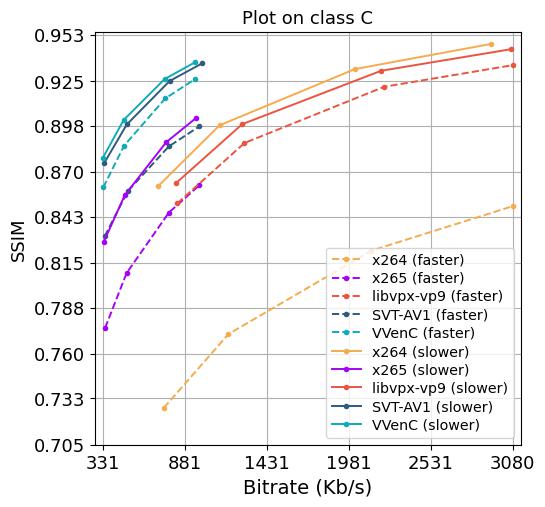 Plot on class C
SSIM
0.953
0.925
0.898
0.870
0.843
0.815
0.788
0.760
0.733
0.705
x264 (faster)
x265 (faster)
libvpx-vp9 (faster)
SVT-AV1 (faster)
VVenC (faster)
x264 (slower)
x265 (slower)
libvpx-vp9 (slower)
SVT-AV1 (slower)
VVenC (slower)
331 881 1431 1981 2531 3080
Bitrate (Kb/s)